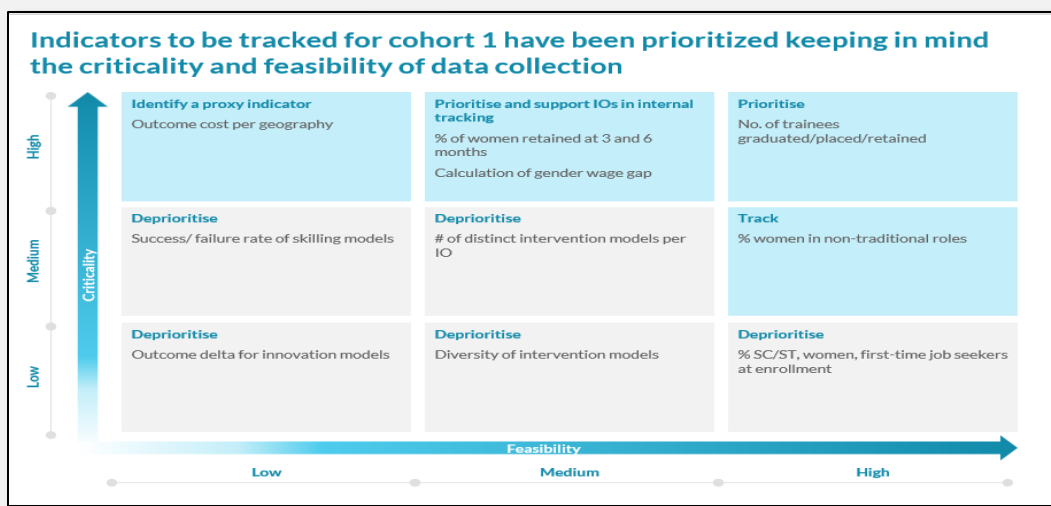 Indicators to be tracked for cohort 1 have been prioritized keeping in mind
the criticality and feasibility of data collection
High
Medium
Low
Criticality
Identify a proxy indicator
Outcome cost per geography
Prioritise and support IOs in internal
tracking
% of women retained at 3 and 6
months
Calculation of gender wage gap
Prioritise
No. of trainees
graduated/placed/retained
Deprioritise
Success/ failure rate of skilling models
Deprioritise
# of distinct intervention models per
IO
Track
% women in non-traditional roles
Deprioritise
Outcome delta for innovation models
Deprioritise
Diversity of intervention models
Deprioritise
% SC/ST, women, first-time job seekers
at enrollment
Feasibility
Low
Medium
High